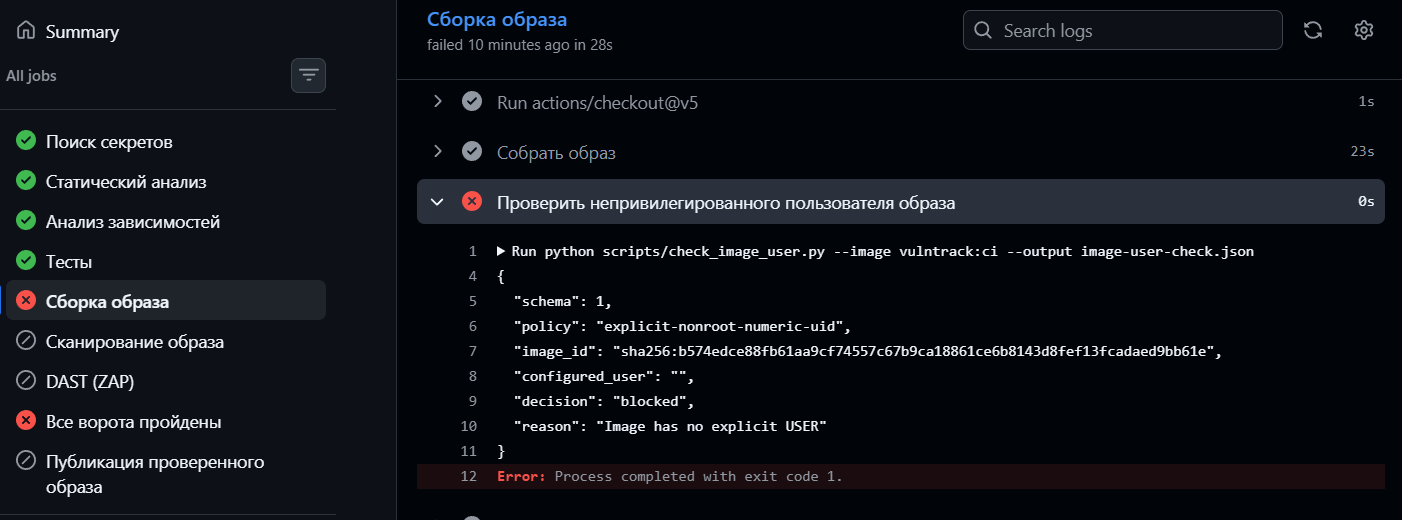 Summary
All jobs
Поиск секретов
Статический анализ
Анализ зависимостей
Тесты
Сборка образа
Сканирование образа
DAST (ZAP)
Все ворота пройдены
Публикация проверенного
образа
Сборка образа
failed 10 minutes ago in 28s
Search logs
Run actions/checkout@v5 1s
Собрать образ 23s
Проверить непривилегированного пользователя образа 0s
1 Run python scripts/check_image_user.py --image vulntrack:ci --output image-user-check.json
4 {
5 "schema": 1,
6 "policy": "explicit-nonroot-numeric-uid",
7 "image_id": "sha256:b574edce88fb61aa9cf74557c67b9ca18861ce6b8143d8fef13fcadaed9bb61e",
8 "configured_user": "",
9 "decision": "blocked",
10 "reason": "Image has no explicit USER"
11 }
12 Error: Process completed with exit code 1.